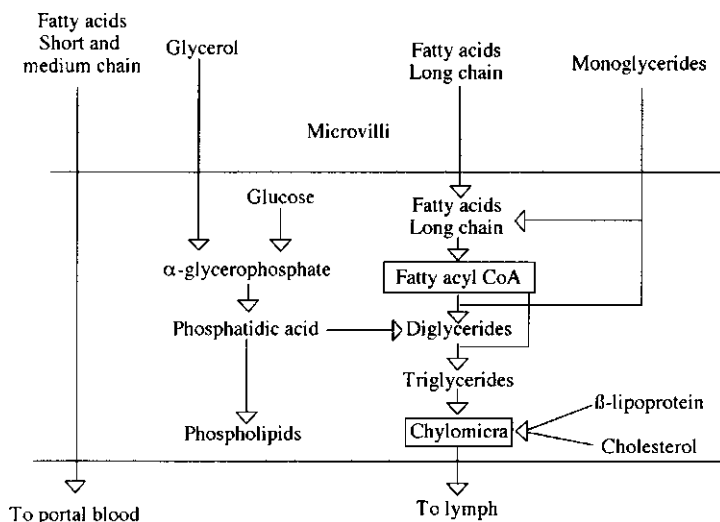 Fatty acids
Short and
medium chain
Glycerol
Fatty acids
Long chain
Monoglycerides
Microvilli
Glucose
Fatty acids
Long chain
α-glycerophosphate
Fatty acyl CoA
Phosphatidic acid
Diglycerides
Triglycerides
Phospholipids
Chylomicra
ß-lipoprotein
Cholesterol
To portal blood
To lymph